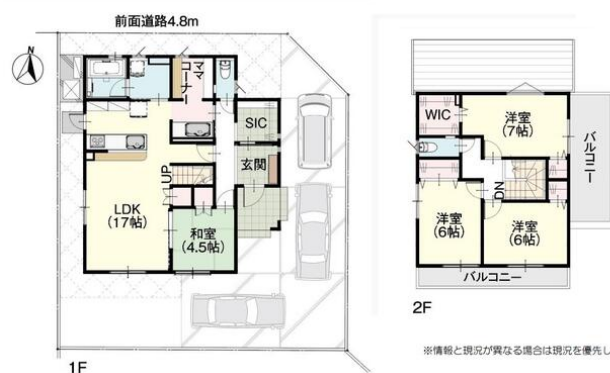 前面道路4.8m
N
ママ
コーナー
SIC
玄関
UP
LDK
(17帖)
和室
(4.5帖)
1F
WIC
洋室
(7帖)
バルコニー
DN
洋室
(6帖)
洋室
(6帖)
バルコニー
2F
※情報と現況が異なる場合は現況を優先し